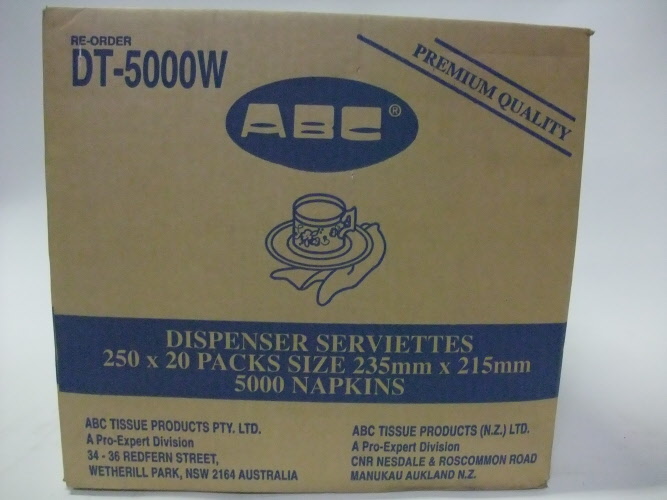 RE-ORDER
DT-5000W
ABC®
PREMIUM QUALITY
DISPENSER SERVIETTES
250 x 20 PACKS SIZE 235mm x 215mm
5000 NAPKINS
ABC TISSUE PRODUCTS PTY. LTD.
A Pro-Expert Division
34 - 36 REDFERN STREET,
WETHERILL PARK, NSW 2164 AUSTRALIA
ABC TISSUE PRODUCTS (N.Z.) LTD.
A Pro-Expert Division
CNR NESDALE & ROSCOMMON ROAD
MANUKAU AUKLAND N.Z.